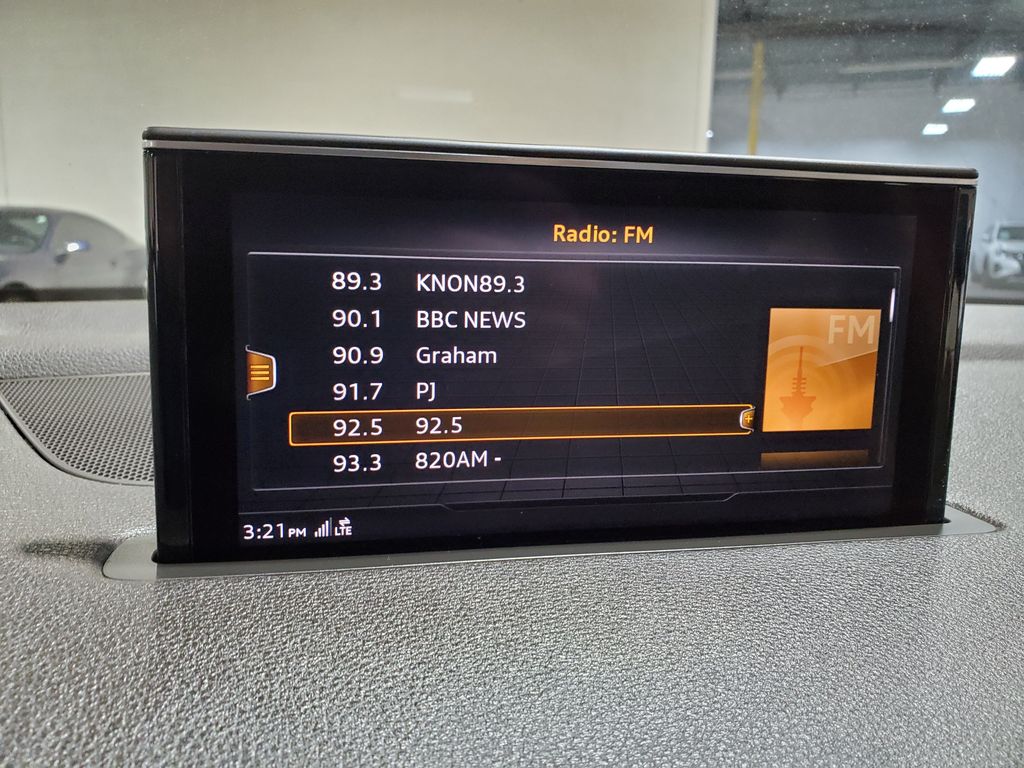 Radio: FM
89.3 KNON89.3
90.1 BBC NEWS
90.9 Graham
91.7 PJ
92.5 92.5
93.3 820AM -
FM
3:21PM LTE